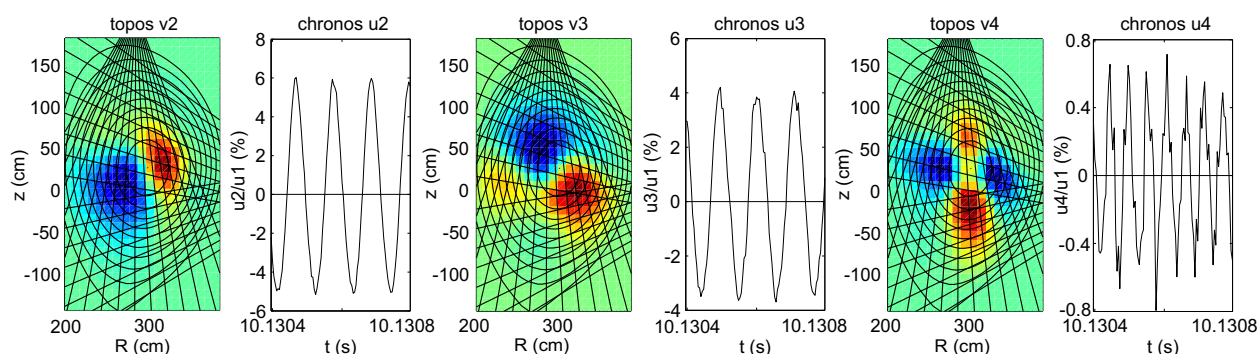 topos v2
chronos u2
topos v3
chronos u3
topos v4
chronos u4
150
100
50
0
-50
-100
z (cm)
200
300
R (cm)
8
6
4
2
0
-2
-4
-6
u2/u1 (%)
10.1304
10.1308
t (s)
150
100
50
0
-50
-100
z (cm)
200
300
R (cm)
6
4
2
0
-2
-4
u3/u1 (%)
10.1304
10.1308
t (s)
150
100
50
0
-50
-100
z (cm)
200
300
R (cm)
0.8
0.4
0
-0.4
-0.8
u4/u1 (%)
10.1304
10.1308
t (s)